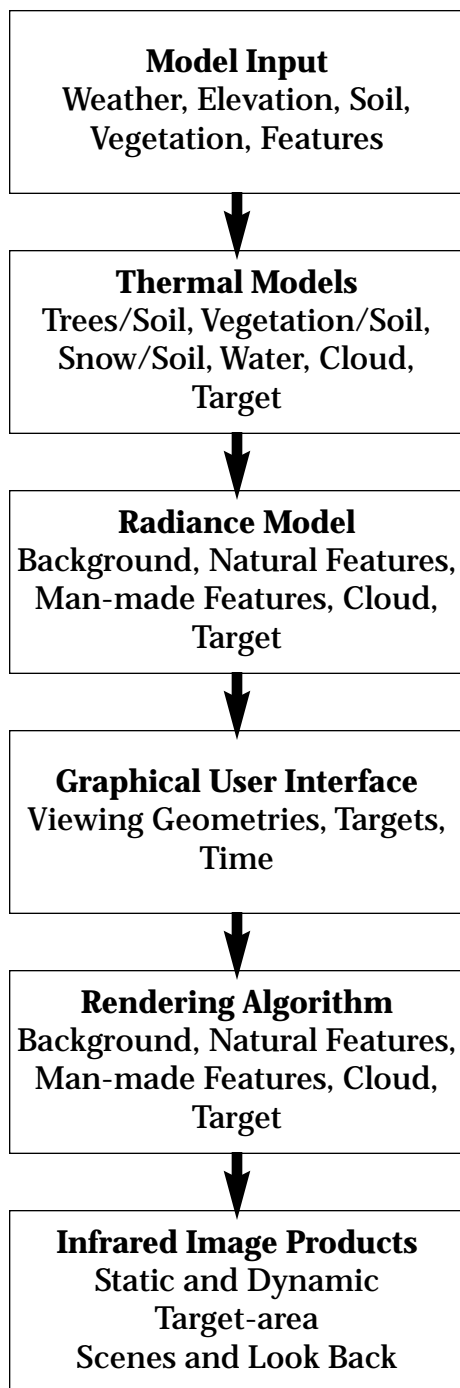 Model Input
Weather, Elevation, Soil,
Vegetation, Features
Thermal Models
Trees/Soil, Vegetation/Soil,
Snow/Soil, Water, Cloud,
Target
Radiance Model
Background, Natural Features,
Man-made Features, Cloud,
Target
Graphical User Interface
Viewing Geometries, Targets,
Time
Rendering Algorithm
Background, Natural Features,
Man-made Features, Cloud,
Target
Infrared Image Products
Static and Dynamic
Target-area
Scenes and Look Back